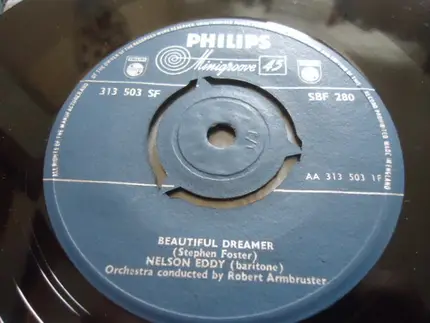 PHILIPS
Minigroove 45
313 503 SF
SBF 280
AA 313 503 1F
BEAUTIFUL DREAMER
(Stephen Foster)
NELSON EDDY (baritone)
Orchestra conducted by Robert Armbruster